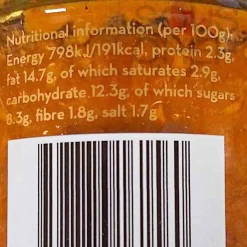 Nutritional information (per 100g):
Energy 798kJ/191kcal, protein 2.3g,
fat 14.7g, of which saturates 2.9g,
carbohydrate 12.3g, of which sugars
8.3g, fibre 1.8g, salt 1.7g